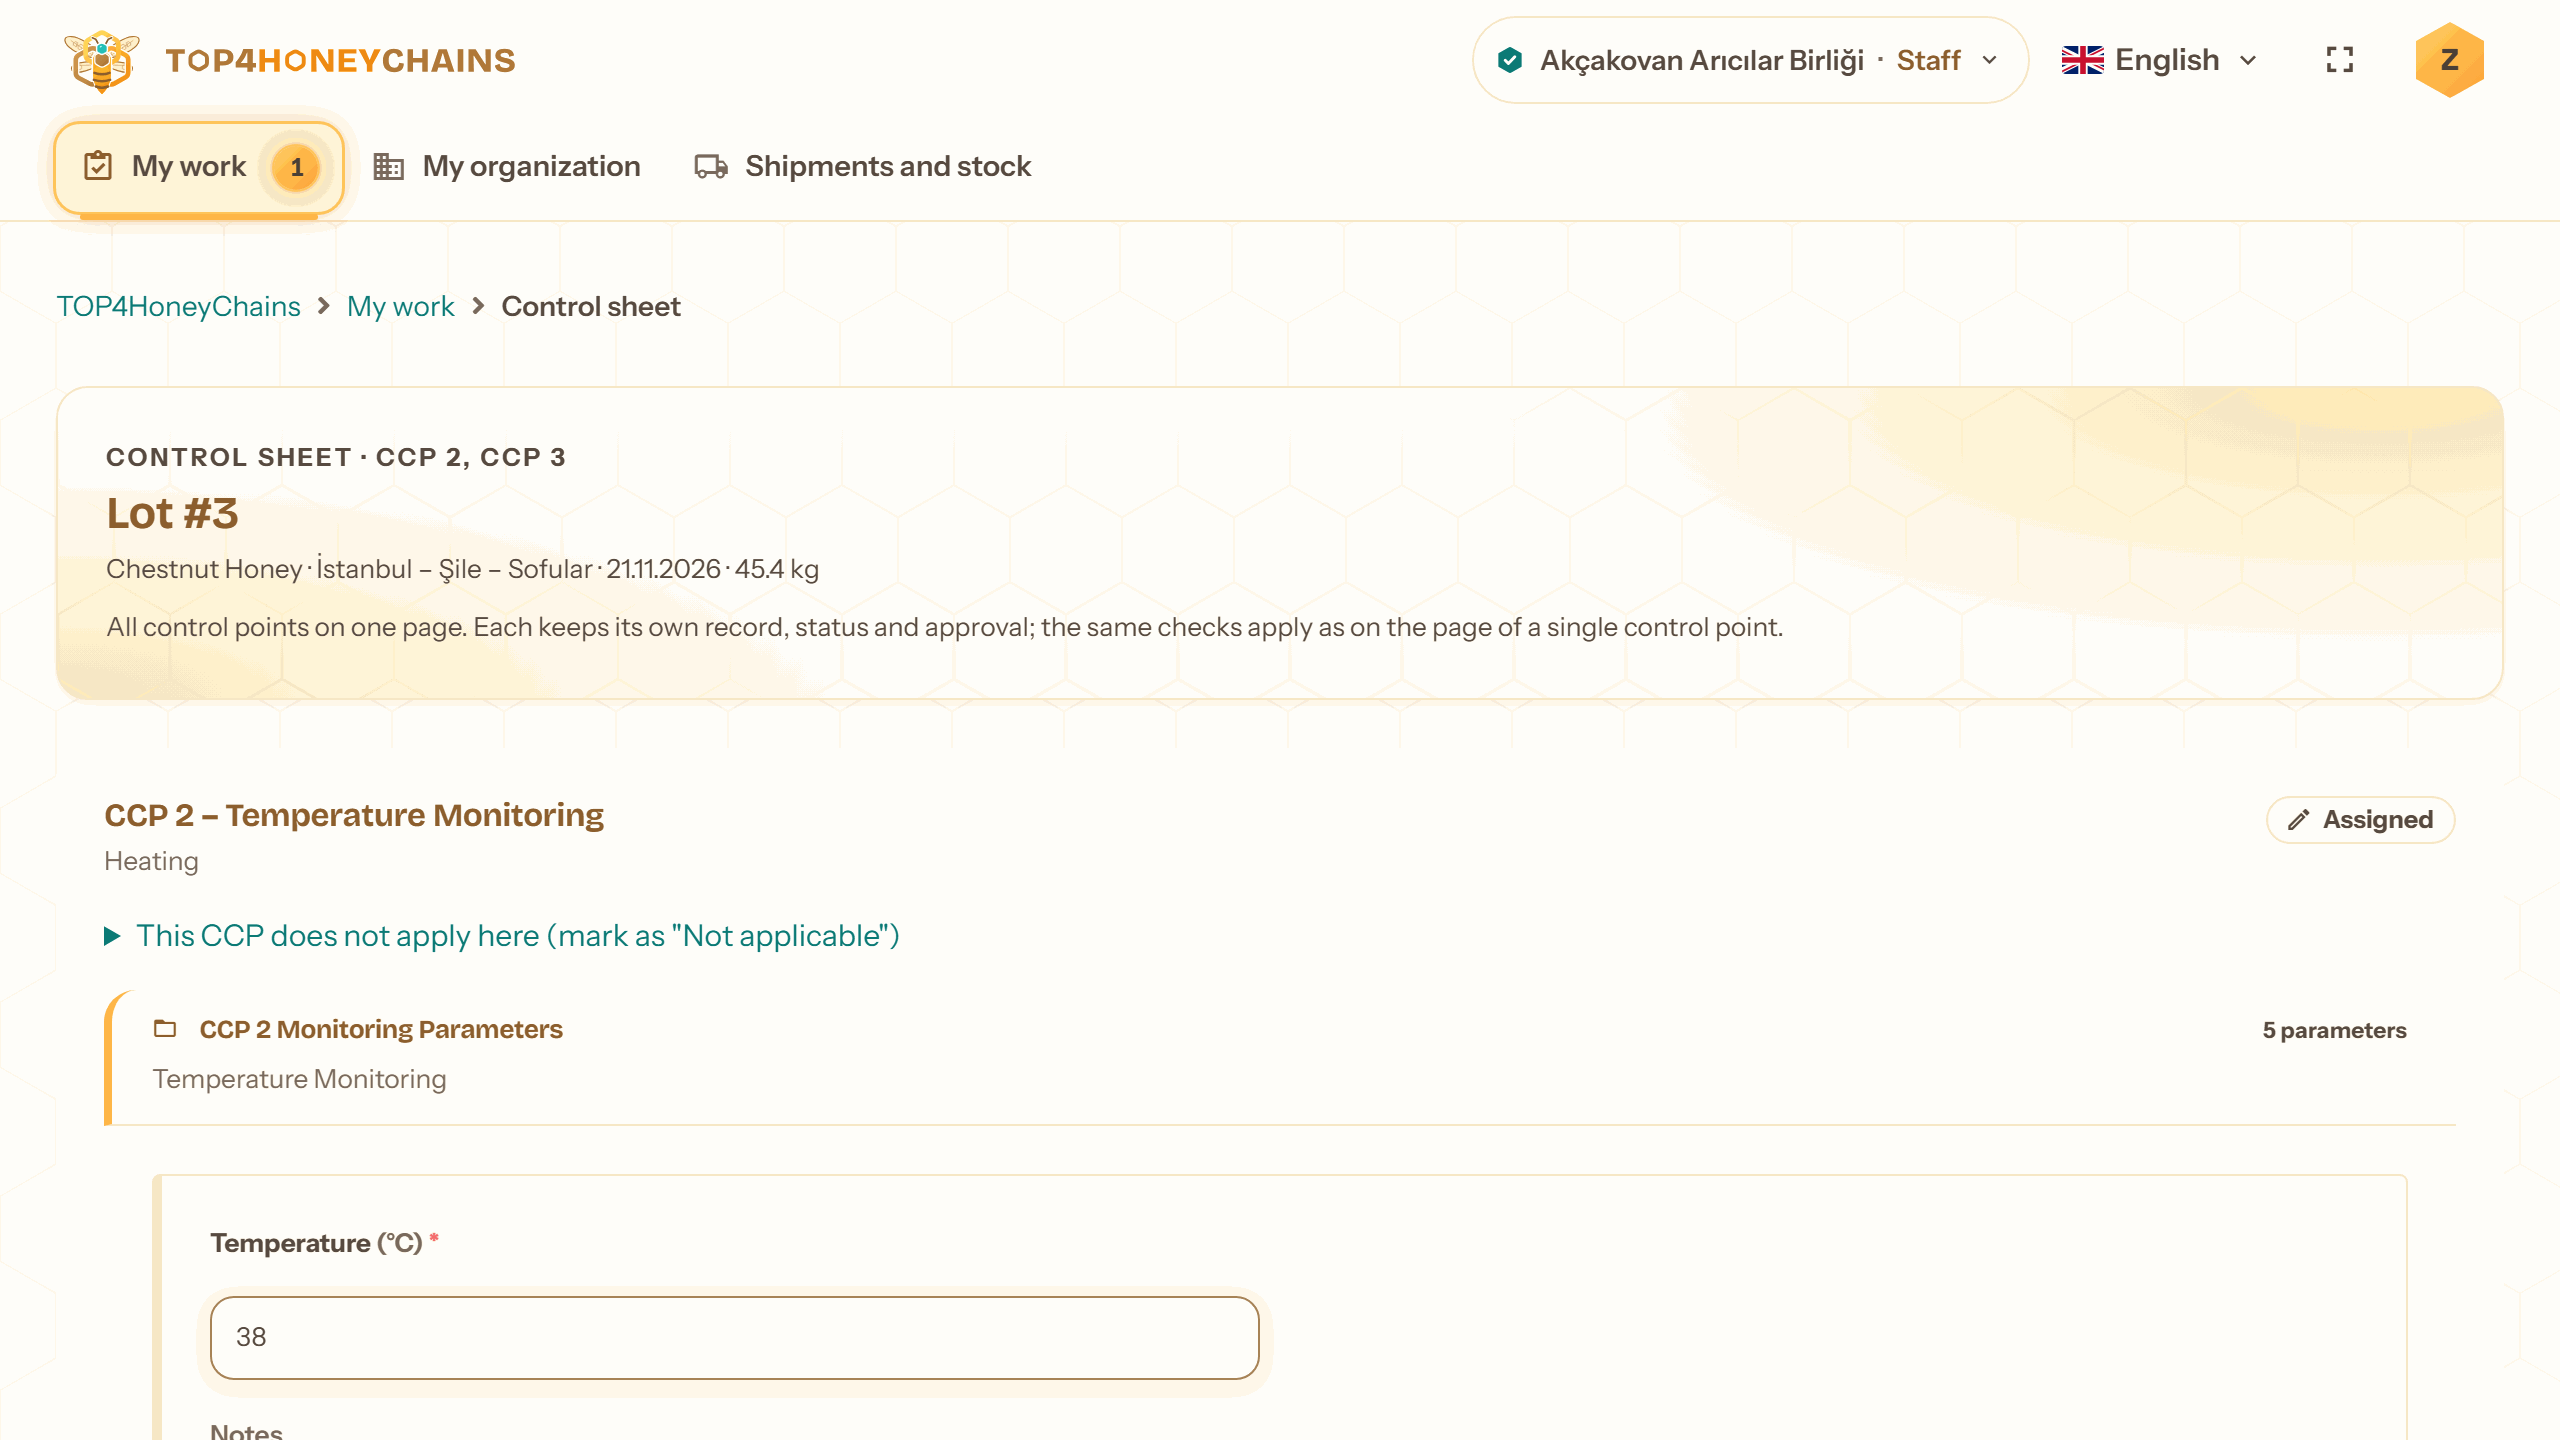 TOP4HONEYCHAINS
Akçakovan Arıcılar Birliği · Staff
English
Z
My work 1
My organization
Shipments and stock
TOP4HoneyChains > My work > Control sheet
CONTROL SHEET · CCP 2, CCP 3
Lot #3
Chestnut Honey · İstanbul – Şile – Sofular · 21.11.2026 · 45.4 kg
All control points on one page. Each keeps its own record, status and approval; the same checks apply as on the page of a single control point.
CCP 2 – Temperature Monitoring
Assigned
Heating
This CCP does not apply here (mark as "Not applicable")
CCP 2 Monitoring Parameters
5 parameters
Temperature Monitoring
Temperature (°C) *
38
Notes